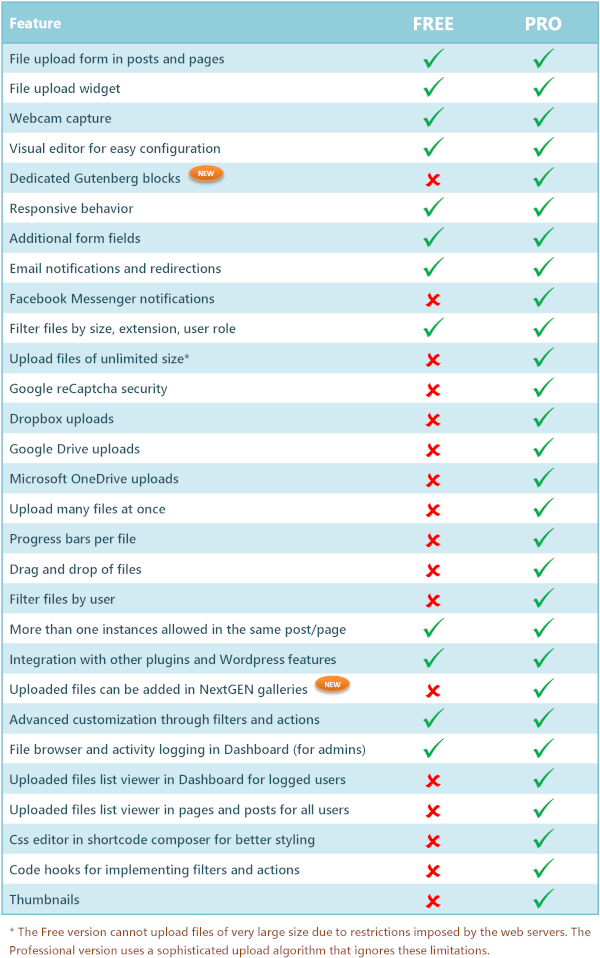 Feature FREE PRO
File upload form in posts and pages
File upload widget
Webcam capture
Visual editor for easy configuration
Dedicated Gutenberg blocks NEW
Responsive behavior
Additional form fields
Email notifications and redirections
Facebook Messenger notifications
Filter files by size, extension, user role
Upload files of unlimited size*
Google reCaptcha security
Dropbox uploads
Google Drive uploads
Microsoft OneDrive uploads
Upload many files at once
Progress bars per file
Drag and drop of files
Filter files by user
More than one instances allowed in the same post/page
Integration with other plugins and Wordpress features
Uploaded files can be added in NextGEN galleries NEW
Advanced customization through filters and actions
File browser and activity logging in Dashboard (for admins)
Uploaded files list viewer in Dashboard for logged users
Uploaded files list viewer in pages and posts for all users
Css editor in shortcode composer for better styling
Code hooks for implementing filters and actions
Thumbnails
* The Free version cannot upload files of very large size due to restrictions imposed by the web servers. The
Professional version uses a sophisticated upload algorithm that ignores these limitations.